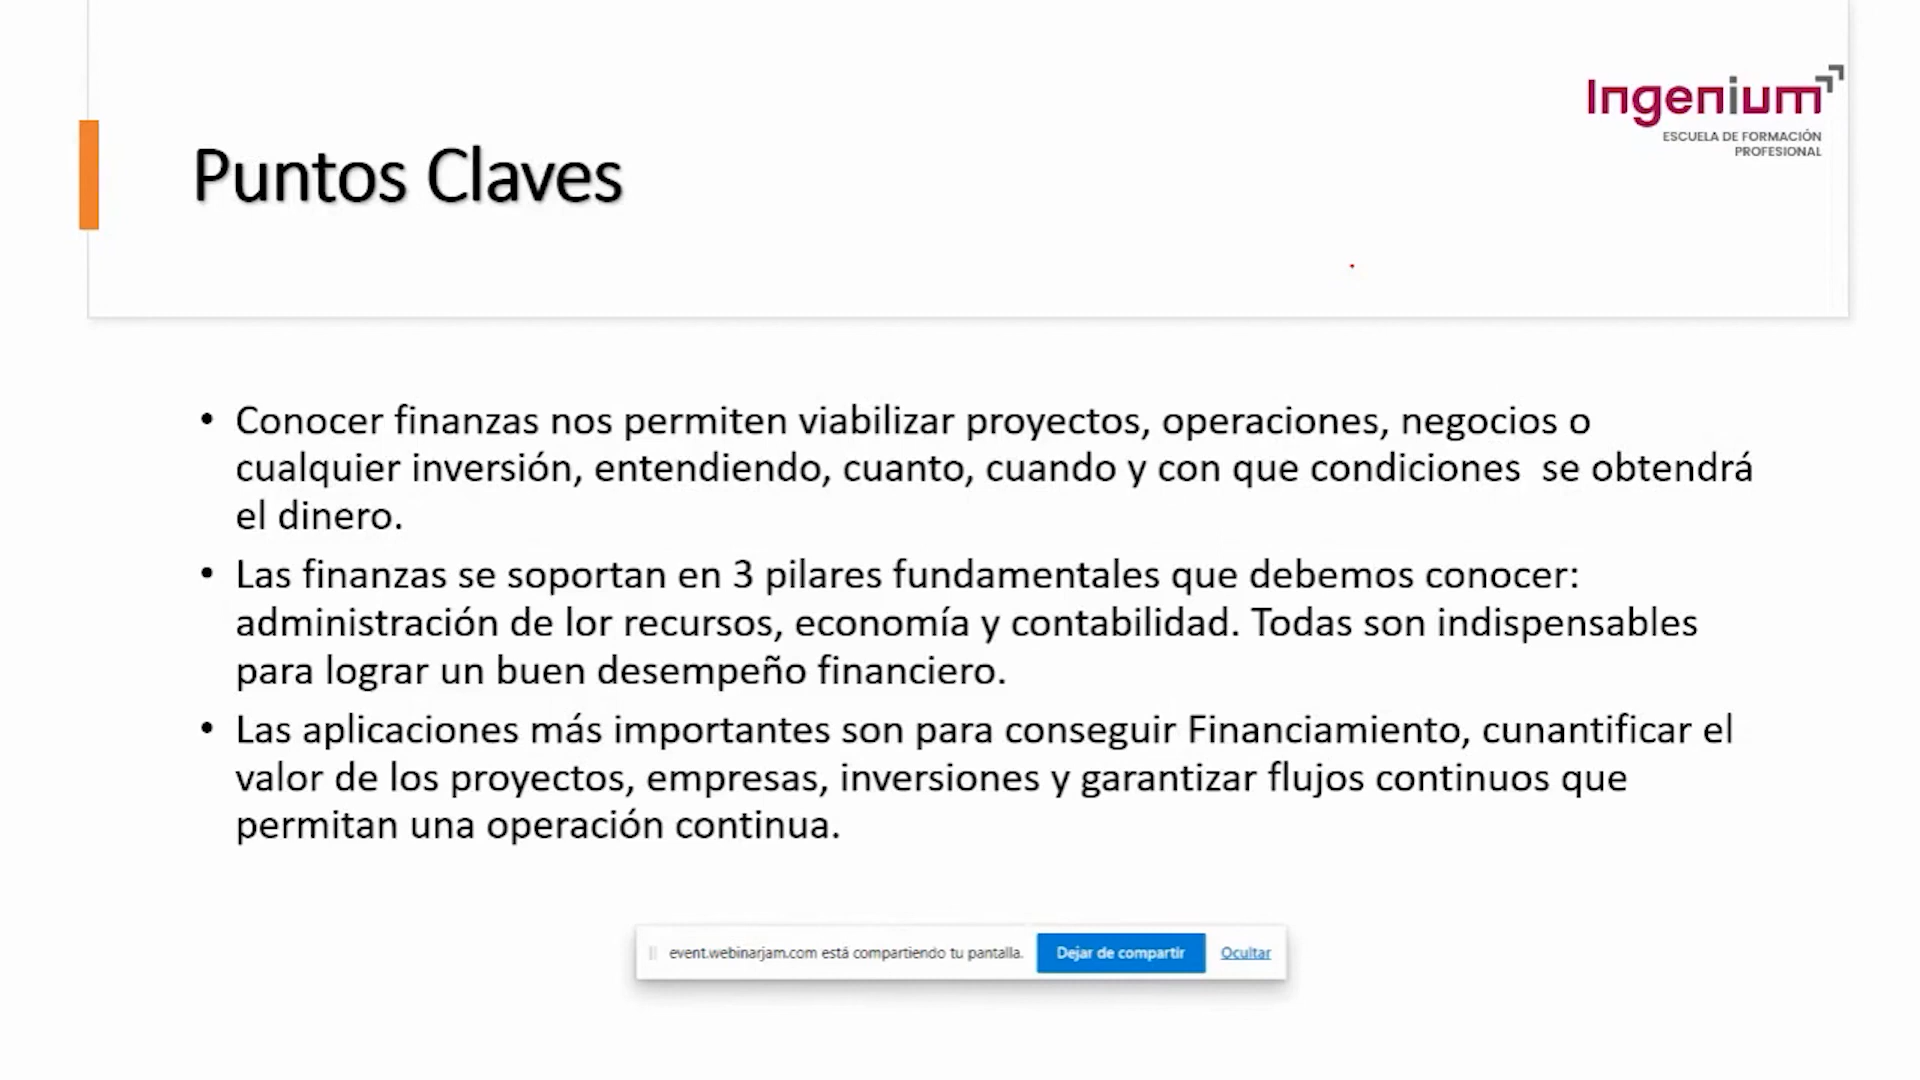 Ingenium
ESCUELA DE FORMACIÓN
PROFESIONAL
Puntos Claves
• Conocer finanzas nos permiten viabilizar proyectos, operaciones, negocios o
cualquier inversión, entendiendo, cuanto, cuando y con que condiciones se obtendrá
el dinero.
• Las finanzas se soportan en 3 pilares fundamentales que debemos conocer:
administración de lor recursos, economía y contabilidad. Todas son indispensables
para lograr un buen desempeño financiero.
• Las aplicaciones más importantes son para conseguir Financiamiento, cunantificar el
valor de los proyectos, empresas, inversiones y garantizar flujos continuos que
permitan una operación continua.
event.webinarjam.com está compartiendo tu pantalla. Dejar de compartir Ocultar